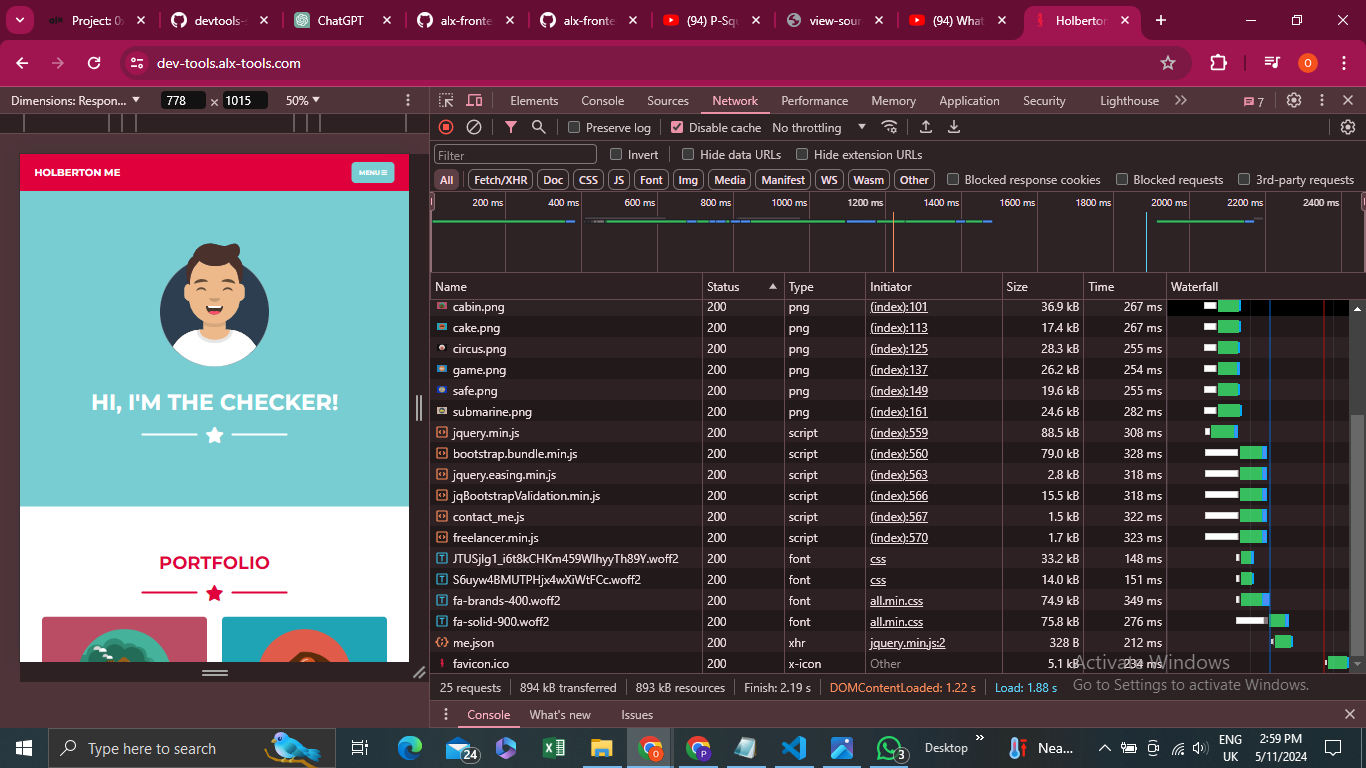 Project: 0x
devtools-s
ChatGPT
alx-fronte
alx-fronte
(94) P-Squ
view-sour
(94) What
Holberton
dev-tools.alx-tools.com
O
Dimensions: Respon... 778 x 1015 50%
Elements Console Sources Network Performance Memory Application Security Lighthouse 7
Preserve log Disable cache No throttling
Filter Invert Hide data URLs Hide extension URLs
All Fetch/XHR Doc CSS JS Font Img Media Manifest WS Wasm Other Blocked response cookies Blocked requests 3rd-party requests
200 ms 400 ms 600 ms 800 ms 1000 ms 1200 ms 1400 ms 1600 ms 1800 ms 2000 ms 2200 ms 2400 ms
HOLBERTON ME MENU
HI, I'M THE CHECKER!
PORTFOLIO
Name Status Type Initiator Size Time Waterfall
cabin.png 200 png (index):101 36.9 kB 267 ms
cake.png 200 png (index):113 17.4 kB 267 ms
circus.png 200 png (index):125 28.3 kB 255 ms
game.png 200 png (index):137 26.2 kB 254 ms
safe.png 200 png (index):149 19.6 kB 255 ms
submarine.png 200 png (index):161 24.6 kB 282 ms
jquery.min.js 200 script (index):559 88.5 kB 308 ms
bootstrap.bundle.min.js 200 script (index):560 79.0 kB 328 ms
jquery.easing.min.js 200 script (index):563 2.8 kB 318 ms
jqBootstrapValidation.min.js 200 script (index):566 15.5 kB 318 ms
contact_me.js 200 script (index):567 1.5 kB 322 ms
freelancer.min.js 200 script (index):570 1.7 kB 323 ms
JTUSjIg1_i6t8kCHKm459WlhyyTh89Y.woff2 200 font css 33.2 kB 148 ms
S6uyw4BMUTPHjx4wXiWtFCc.woff2 200 font css 14.0 kB 151 ms
fa-brands-400.woff2 200 font all.min.css 74.9 kB 349 ms
fa-solid-900.woff2 200 font all.min.css 75.8 kB 276 ms
me.json 200 xhr jquery.min.js:2 328 B 212 ms
favicon.ico 200 x-icon Other 5.1 kB 234 ms
Activate Windows
Go to Settings to activate Windows.
25 requests 894 kB transferred 893 kB resources Finish: 2.19 s DOMContentLoaded: 1.22 s Load: 1.88 s
Console What's new Issues
Type here to search
24
3
Desktop
Nea...
ENG
UK
2:59 PM
5/11/2024